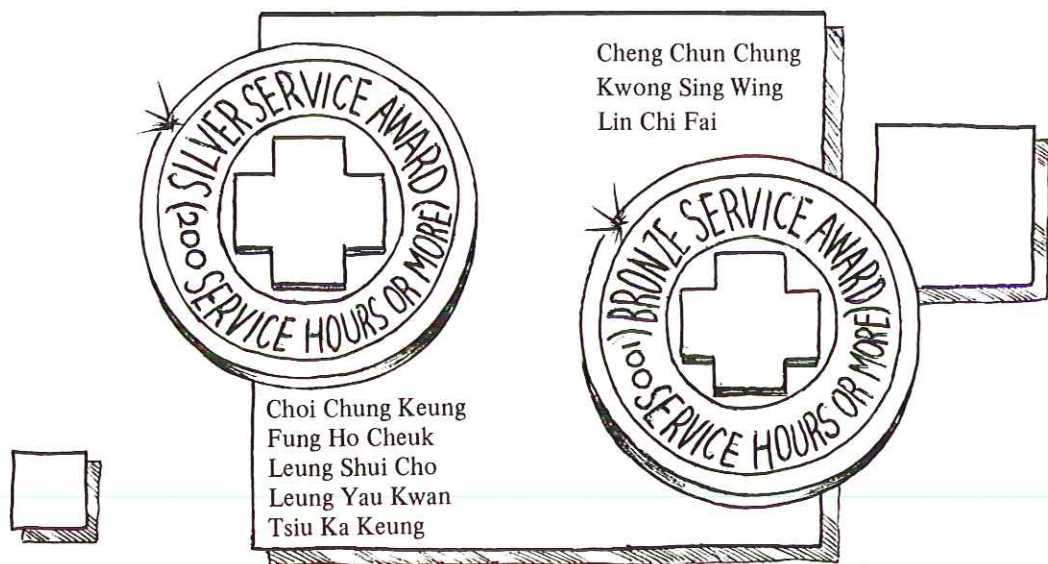 SILVER SERVICE AWARD
(200 SERVICE HOURS OR MORE)
Choi Chung Keung
Fung Ho Cheuk
Leung Shui Cho
Leung Yau Kwan
Tsiu Ka Keung
Cheng Chun Chung
Kwong Sing Wing
Lin Chi Fai
BRONZE SERVICE AWARD
(100 SERVICE HOURS OR MORE)